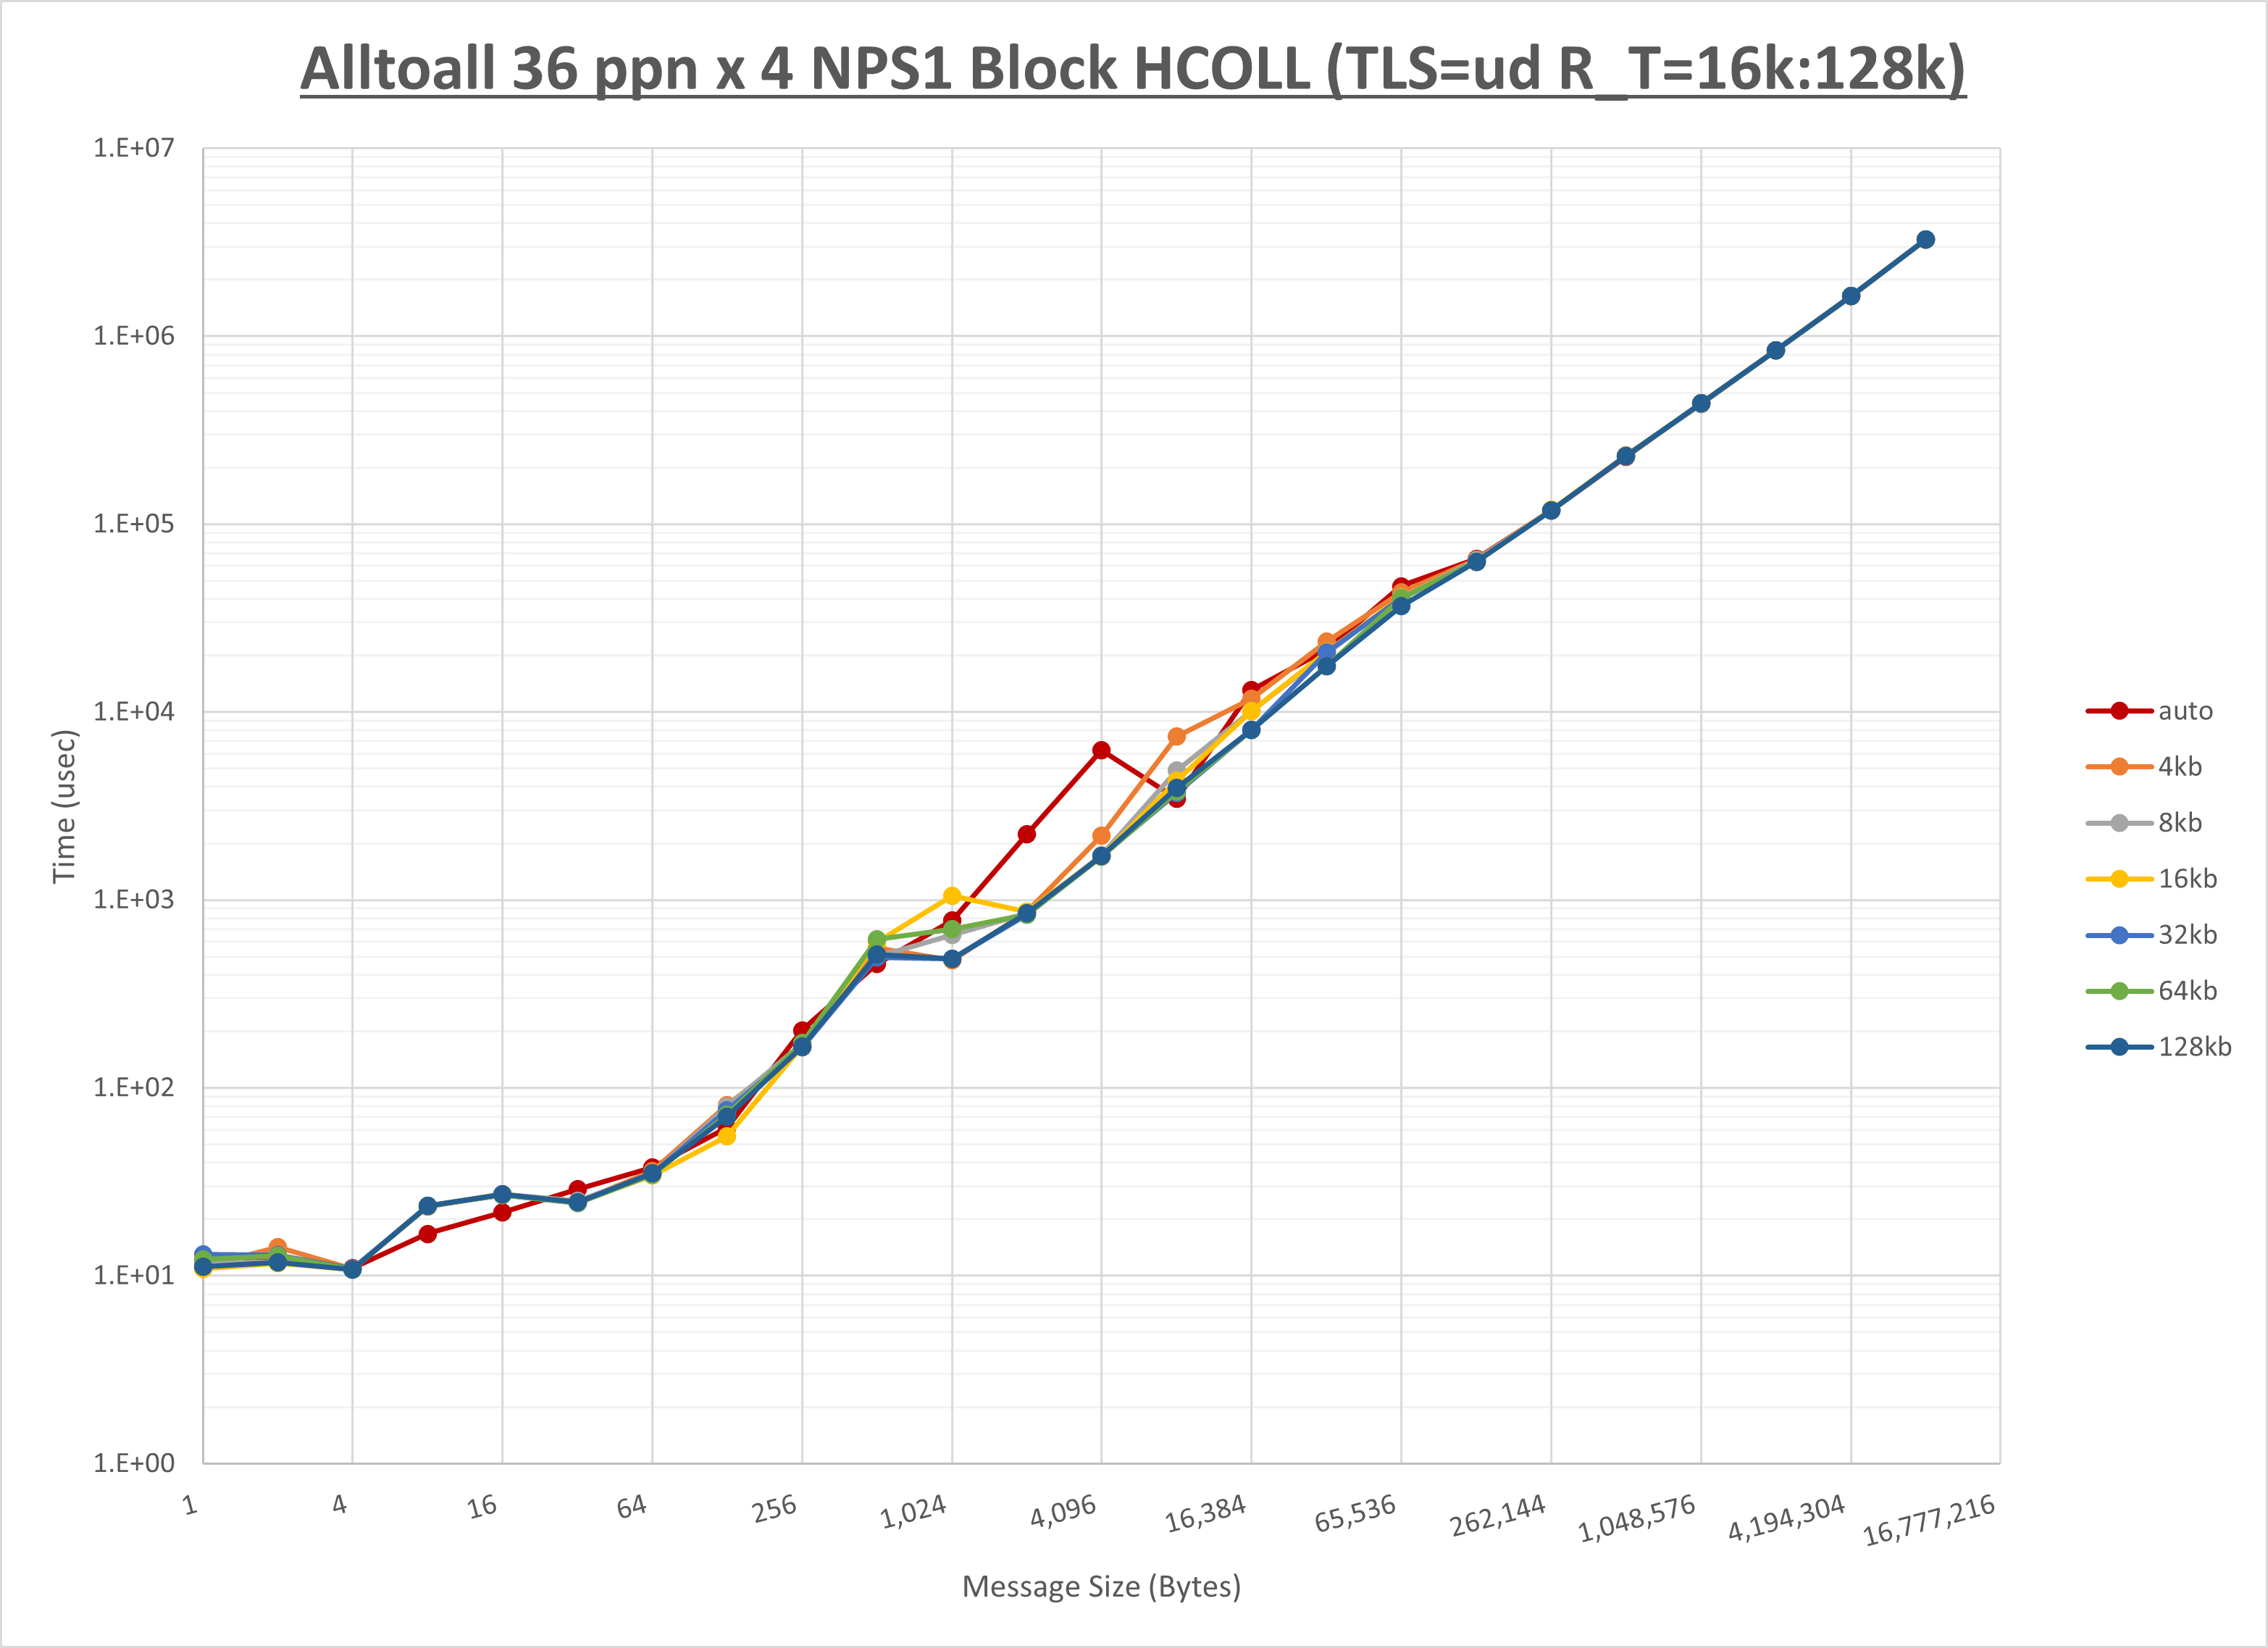 Alltoall 36 ppn x 4 NPS1 Block HCOLL (TLS=ud R_T=16k:128k)
1.E+07
1.E+06
1.E+05
1.E+04
1.E+03
1.E+02
1.E+01
1.E+00
Time (usec)
1
4
16
64
256
1,024
4,096
16,384
65,536
262,144
1,048,576
4,194,304
16,777,216
Message Size (Bytes)
auto
4kb
8kb
16kb
32kb
64kb
128kb